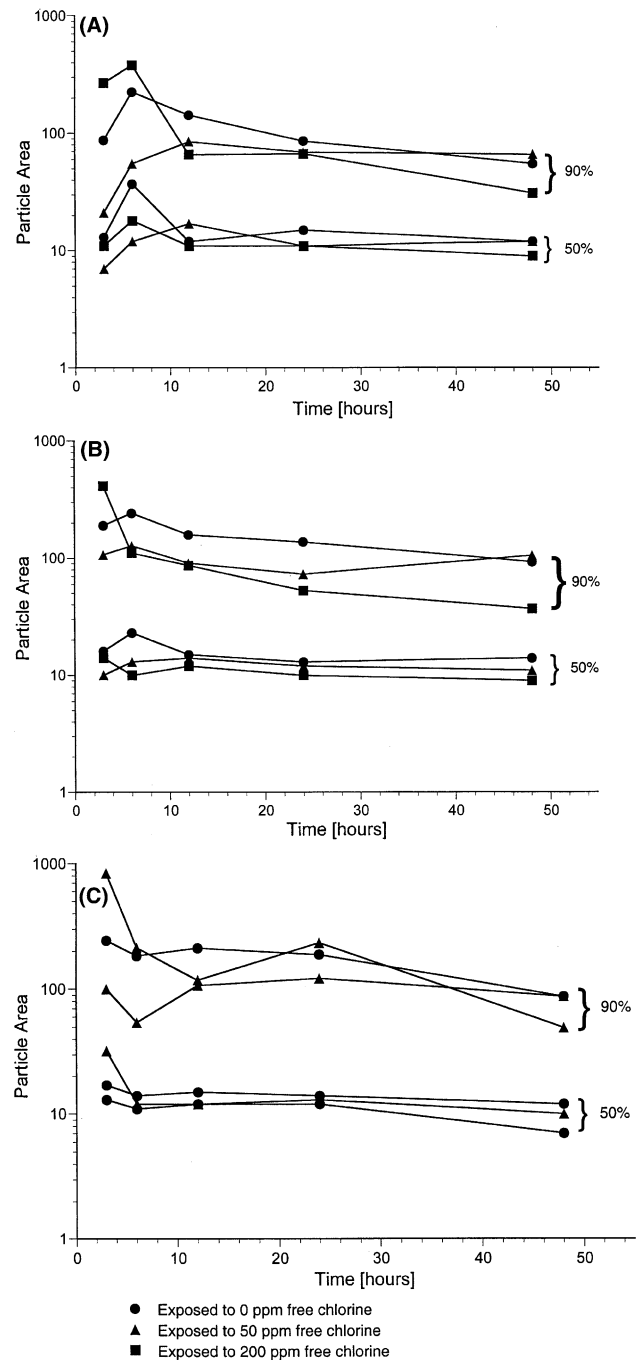 (A)
1000
100
10
1
Particle Area
90%
50%
0 10 20 30 40 50
Time [hours]
(B)
1000
100
10
1
Particle Area
90%
50%
0 10 20 30 40 50
Time [hours]
(C)
1000
100
10
1
Particle Area
90%
50%
0 10 20 30 40 50
Time [hours]
Exposed to 0 ppm free chlorine
Exposed to 50 ppm free chlorine
Exposed to 200 ppm free chlorine